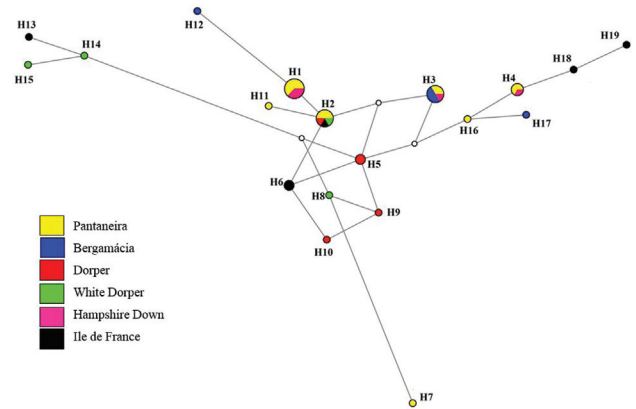 H13
H14
H15
H12
H1
H11
H2
H3
H4
H18
H19
H16
H17
H5
H6
H8
H9
H10
H7
Pantaneira
Bergamácia
Dorper
White Dorper
Hampshire Down
Ile de France